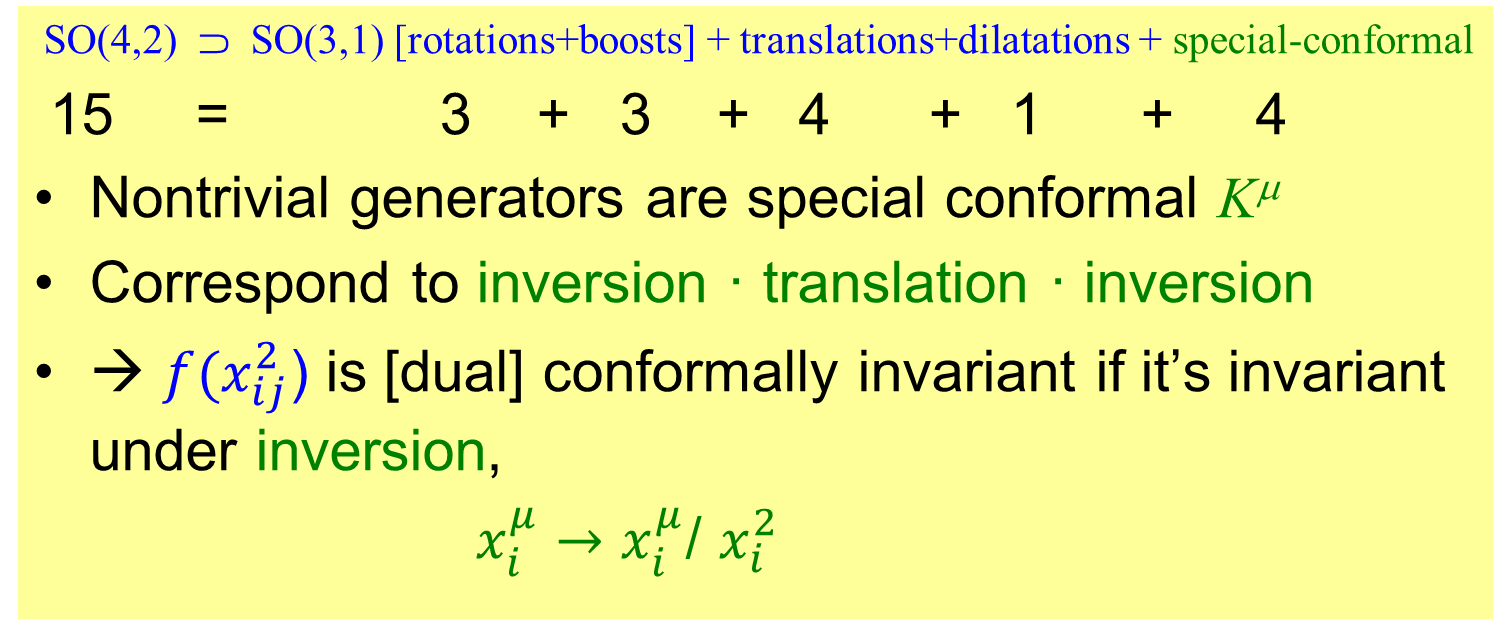 SO(4,2) ⊃ SO(3,1) [rotations+boosts] + translations+dilatations + special-conformal
15 = 3 + 3 + 4 + 1 + 4
• Nontrivial generators are special conformal K^μ
• Correspond to inversion · translation · inversion
• → f(x_{ij}^2) is [dual] conformally invariant if it’s invariant
under inversion,
x_i^μ → x_i^μ / x_i^2